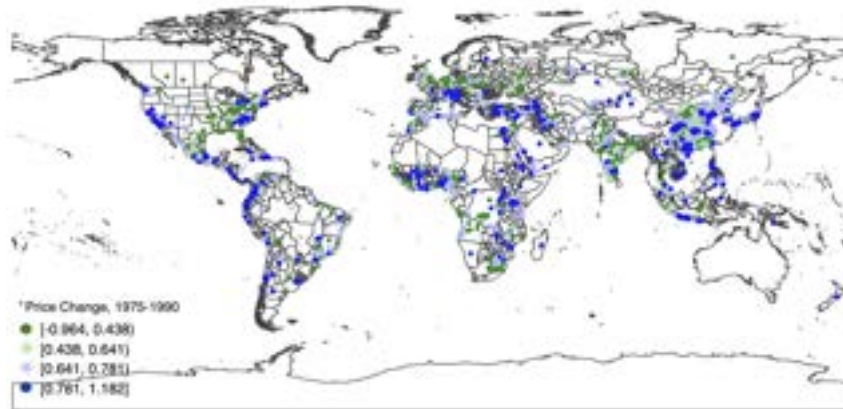 ' Price Change, 1975-1990
[-0.964, 0.438)
[0.438, 0.641)
[0.641, 0.781)
[0.781, 1.182]